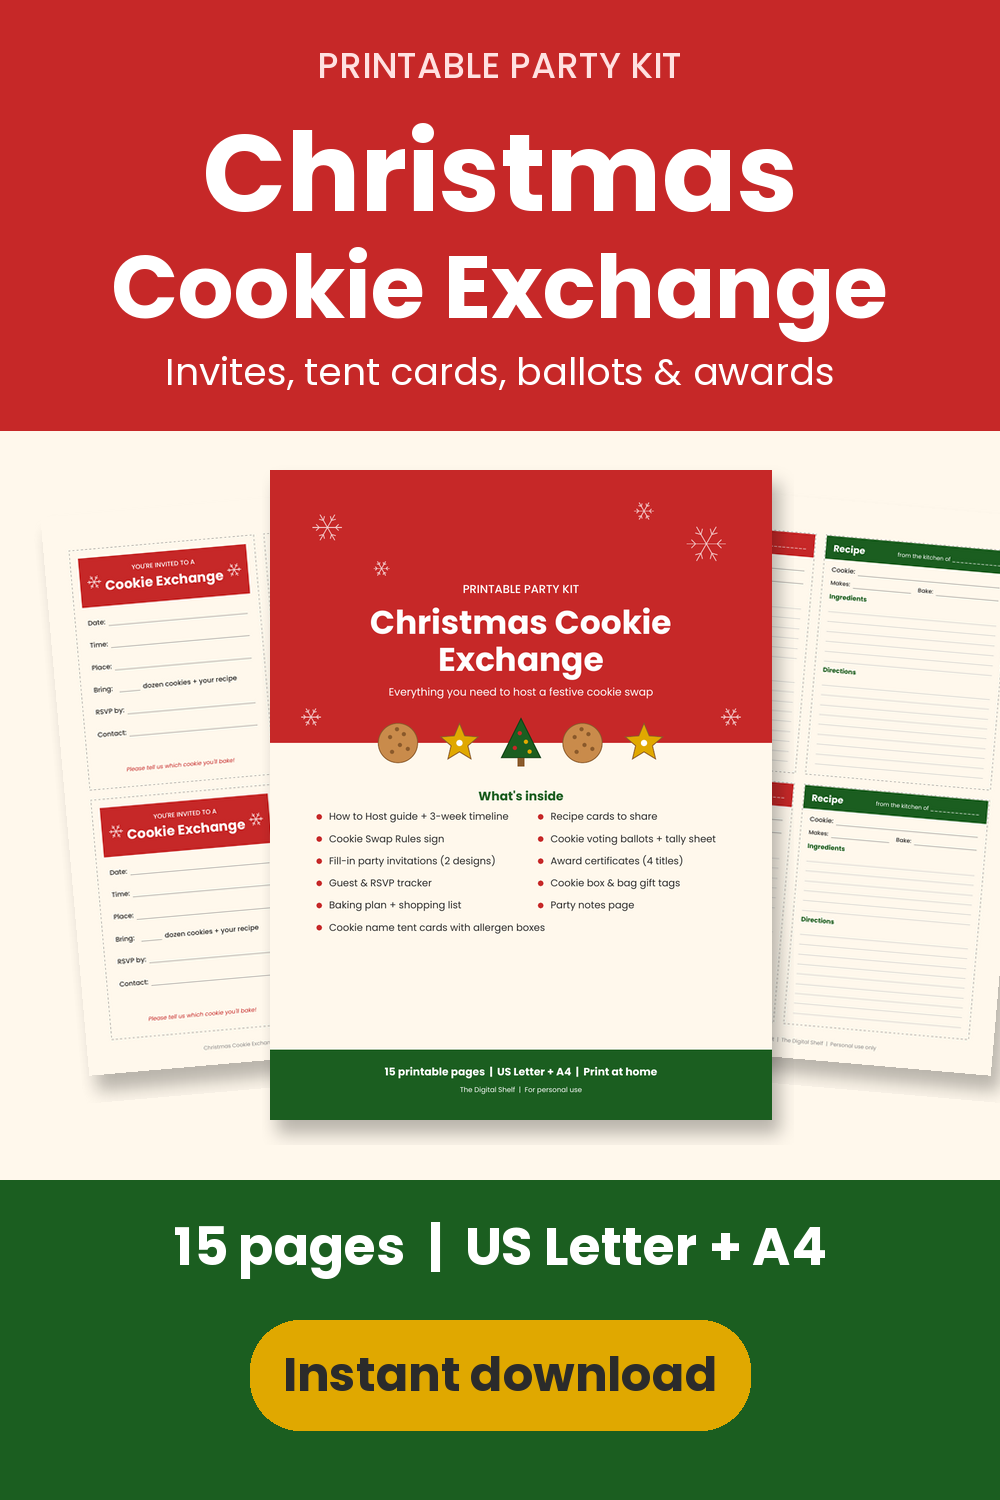 PRINTABLE PARTY KIT
Christmas
Cookie Exchange
Invites, tent cards, ballots & awards
YOU'RE INVITED TO A
Cookie Exchange
Date:
Time:
Place:
Bring: ____ dozen cookies + your recipe
RSVP by:
Contact:
Please tell us which cookie you'll bake!
YOU'RE INVITED TO A
Cookie Exchange
Date:
Time:
Place:
Bring: ____ dozen cookies + your recipe
RSVP by:
Contact:
Please tell us which cookie you'll bake!
Christmas Cookie
PRINTABLE PARTY KIT
Christmas Cookie
Exchange
Everything you need to host a festive cookie swap
What's inside
How to Host guide + 3-week timeline
Cookie Swap Rules sign
Fill-in party invitations (2 designs)
Guest & RSVP tracker
Baking plan + shopping list
Cookie name tent cards with allergen boxes
Recipe cards to share
Cookie voting ballots + tally sheet
Award certificates (4 titles)
Cookie box & bag gift tags
Party notes page
15 printable pages | US Letter + A4 | Print at home
The Digital Shelf | For personal use
Recipe from the kitchen of
Cookie:
Makes: Bake:
Ingredients
Directions
Recipe from the kitchen of
Cookie:
Makes: Bake:
Ingredients
Directions
| The Digital Shelf | Personal use only
15 pages | US Letter + A4
Instant download